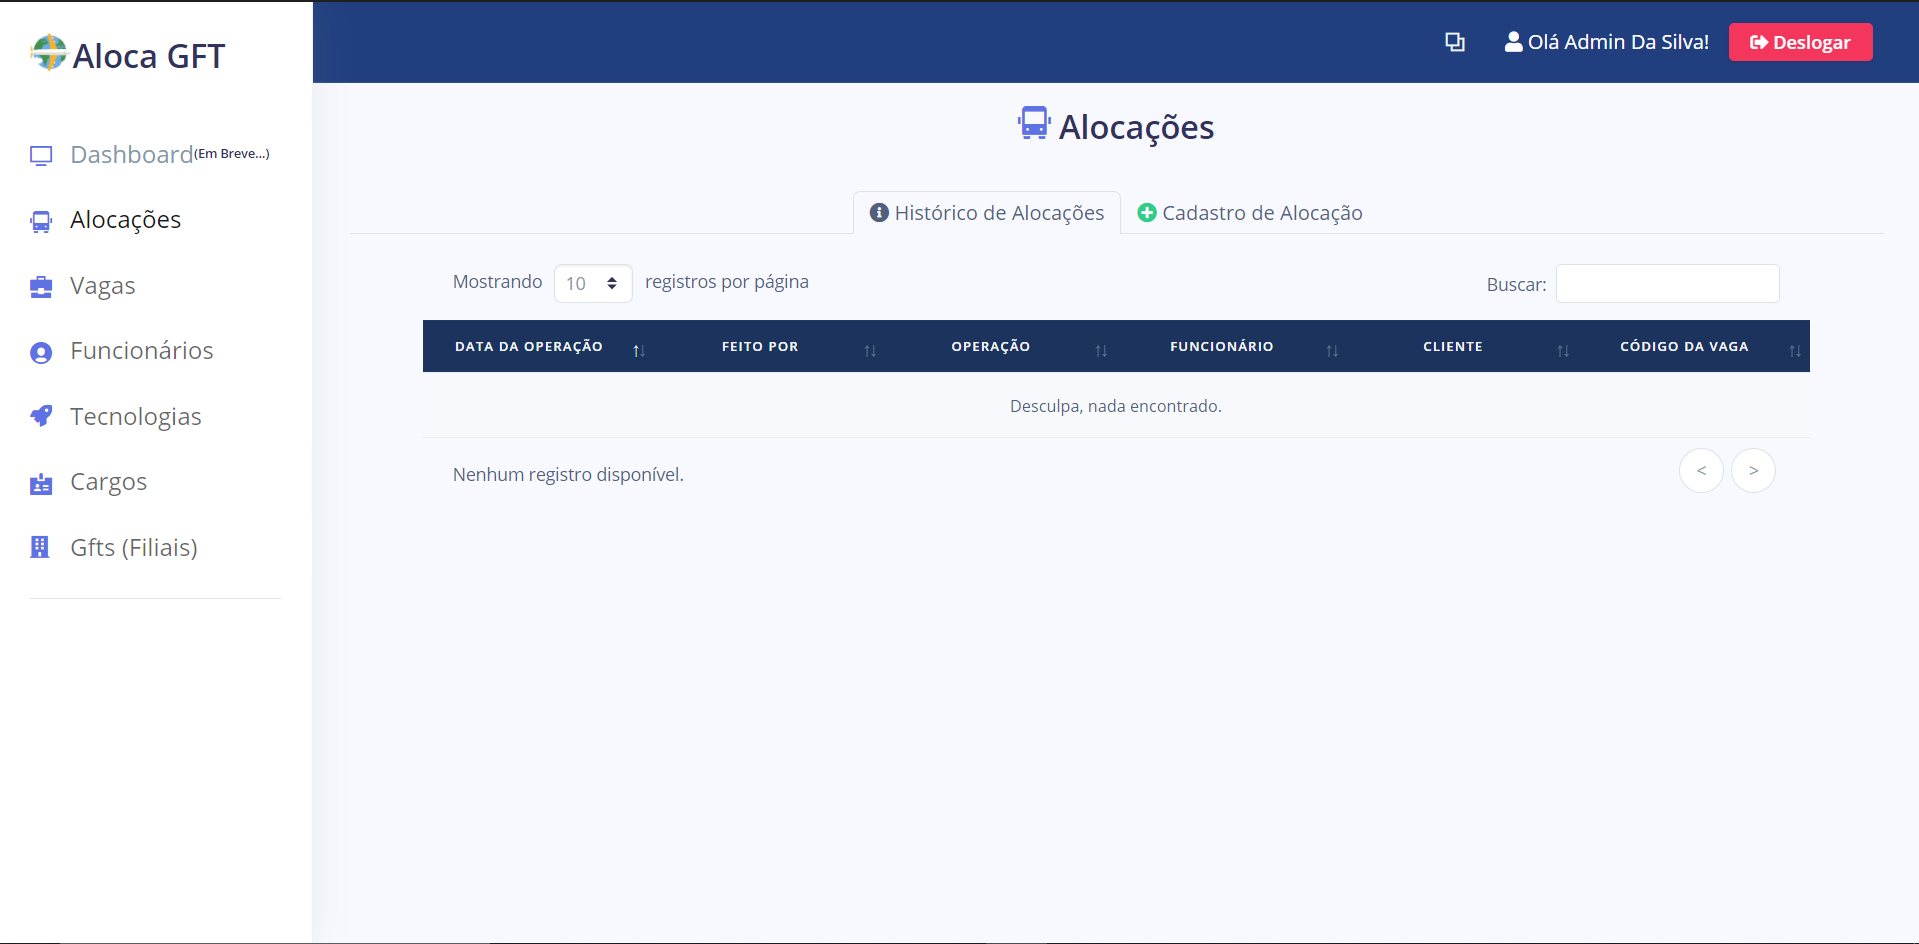 Aloca GFT
Olá Admin Da Silva!
Deslogar
Dashboard(Em Breve...)
Alocações
Vagas
Funcionários
Tecnologias
Cargos
Gfts (Filiais)
Alocações
Histórico de Alocações
Cadastro de Alocação
Mostrando 10 registros por página
Buscar:
DATA DA OPERAÇÃO FEITO POR OPERAÇÃO FUNCIONÁRIO CLIENTE CÓDIGO DA VAGA
Desculpa, nada encontrado.
Nenhum registro disponível.
< >